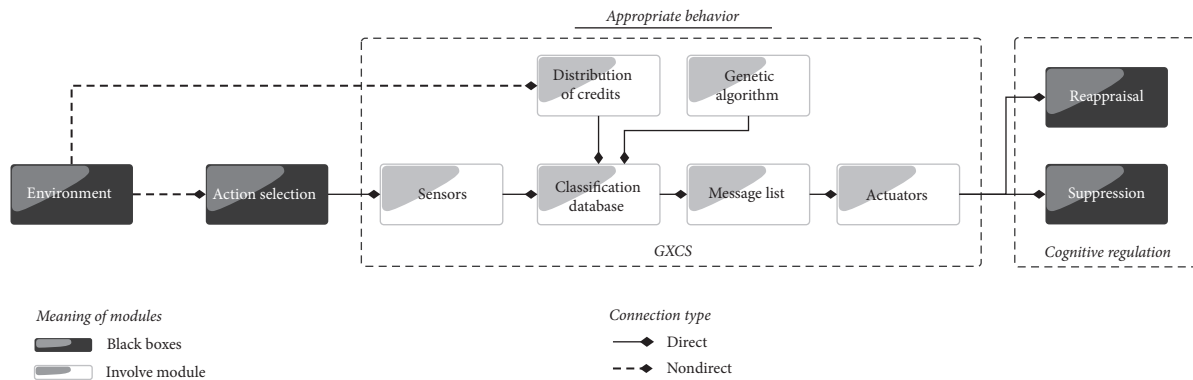 Appropriate behavior
Distribution
of credits
Genetic
algorithm
Reappraisal
Environment
Action selection
Sensors
Classification
database
Message list
Actuators
Suppression
GXCS
Cognitive regulation
Meaning of modules
Black boxes
Involve module
Connection type
Direct
Nondirect